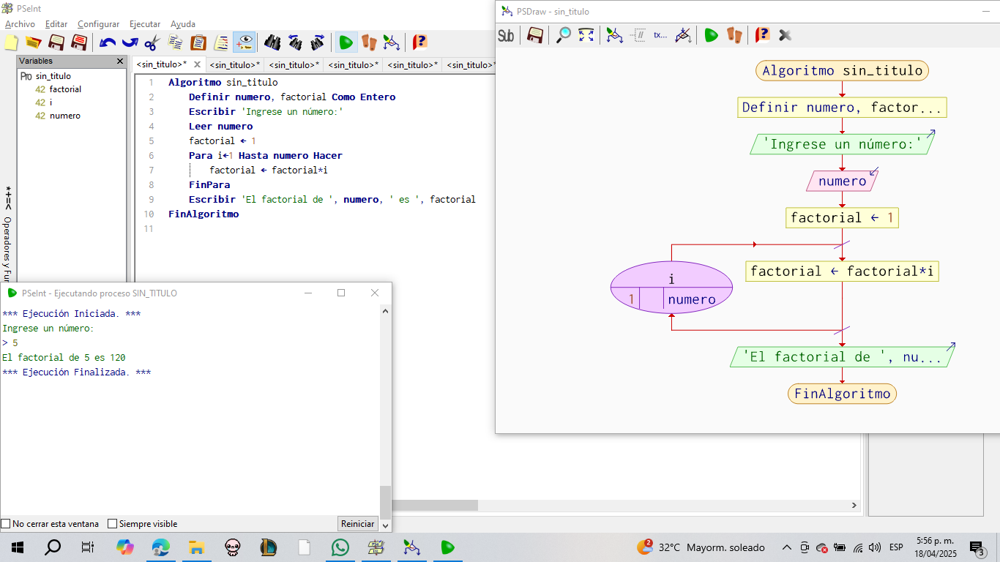 PSeInt
Archivo Editar Configurar Ejecutar Ayuda
Variables
Pro sin_titulo
42 factorial
42 i
42 numero
*+=< Operadores y Fun
<sin_titulo>* <sin_titulo>* <sin_titulo>* <sin_titulo>* <sin_titulo>* <sin_titulo>*
1 Algoritmo sin_titulo
2 Definir numero, factorial Como Entero
3 Escribir 'Ingrese un número:'
4 Leer numero
5 factorial ← 1
6 Para i←1 Hasta numero Hacer
7 factorial ← factorial*i
8 FinPara
9 Escribir 'El factorial de ', numero, ' es ', factorial
10 FinAlgoritmo
11
PSDraw - sin_titulo
Sub
tx...
Algoritmo sin_titulo
Definir numero, factor...
'Ingrese un número:'
numero
factorial ← 1
i
1 numero
factorial ← factorial*i
'El factorial de ', nu...
FinAlgoritmo
PSeInt - Ejecutando proceso SIN_TITULO
*** Ejecución Iniciada. ***
Ingrese un número:
> 5
El factorial de 5 es 120
*** Ejecución Finalizada. ***
No cerrar esta ventana Siempre visible Reiniciar
2
32°C Mayorm. soleado
ESP
5:56 p. m.
18/04/2025
3